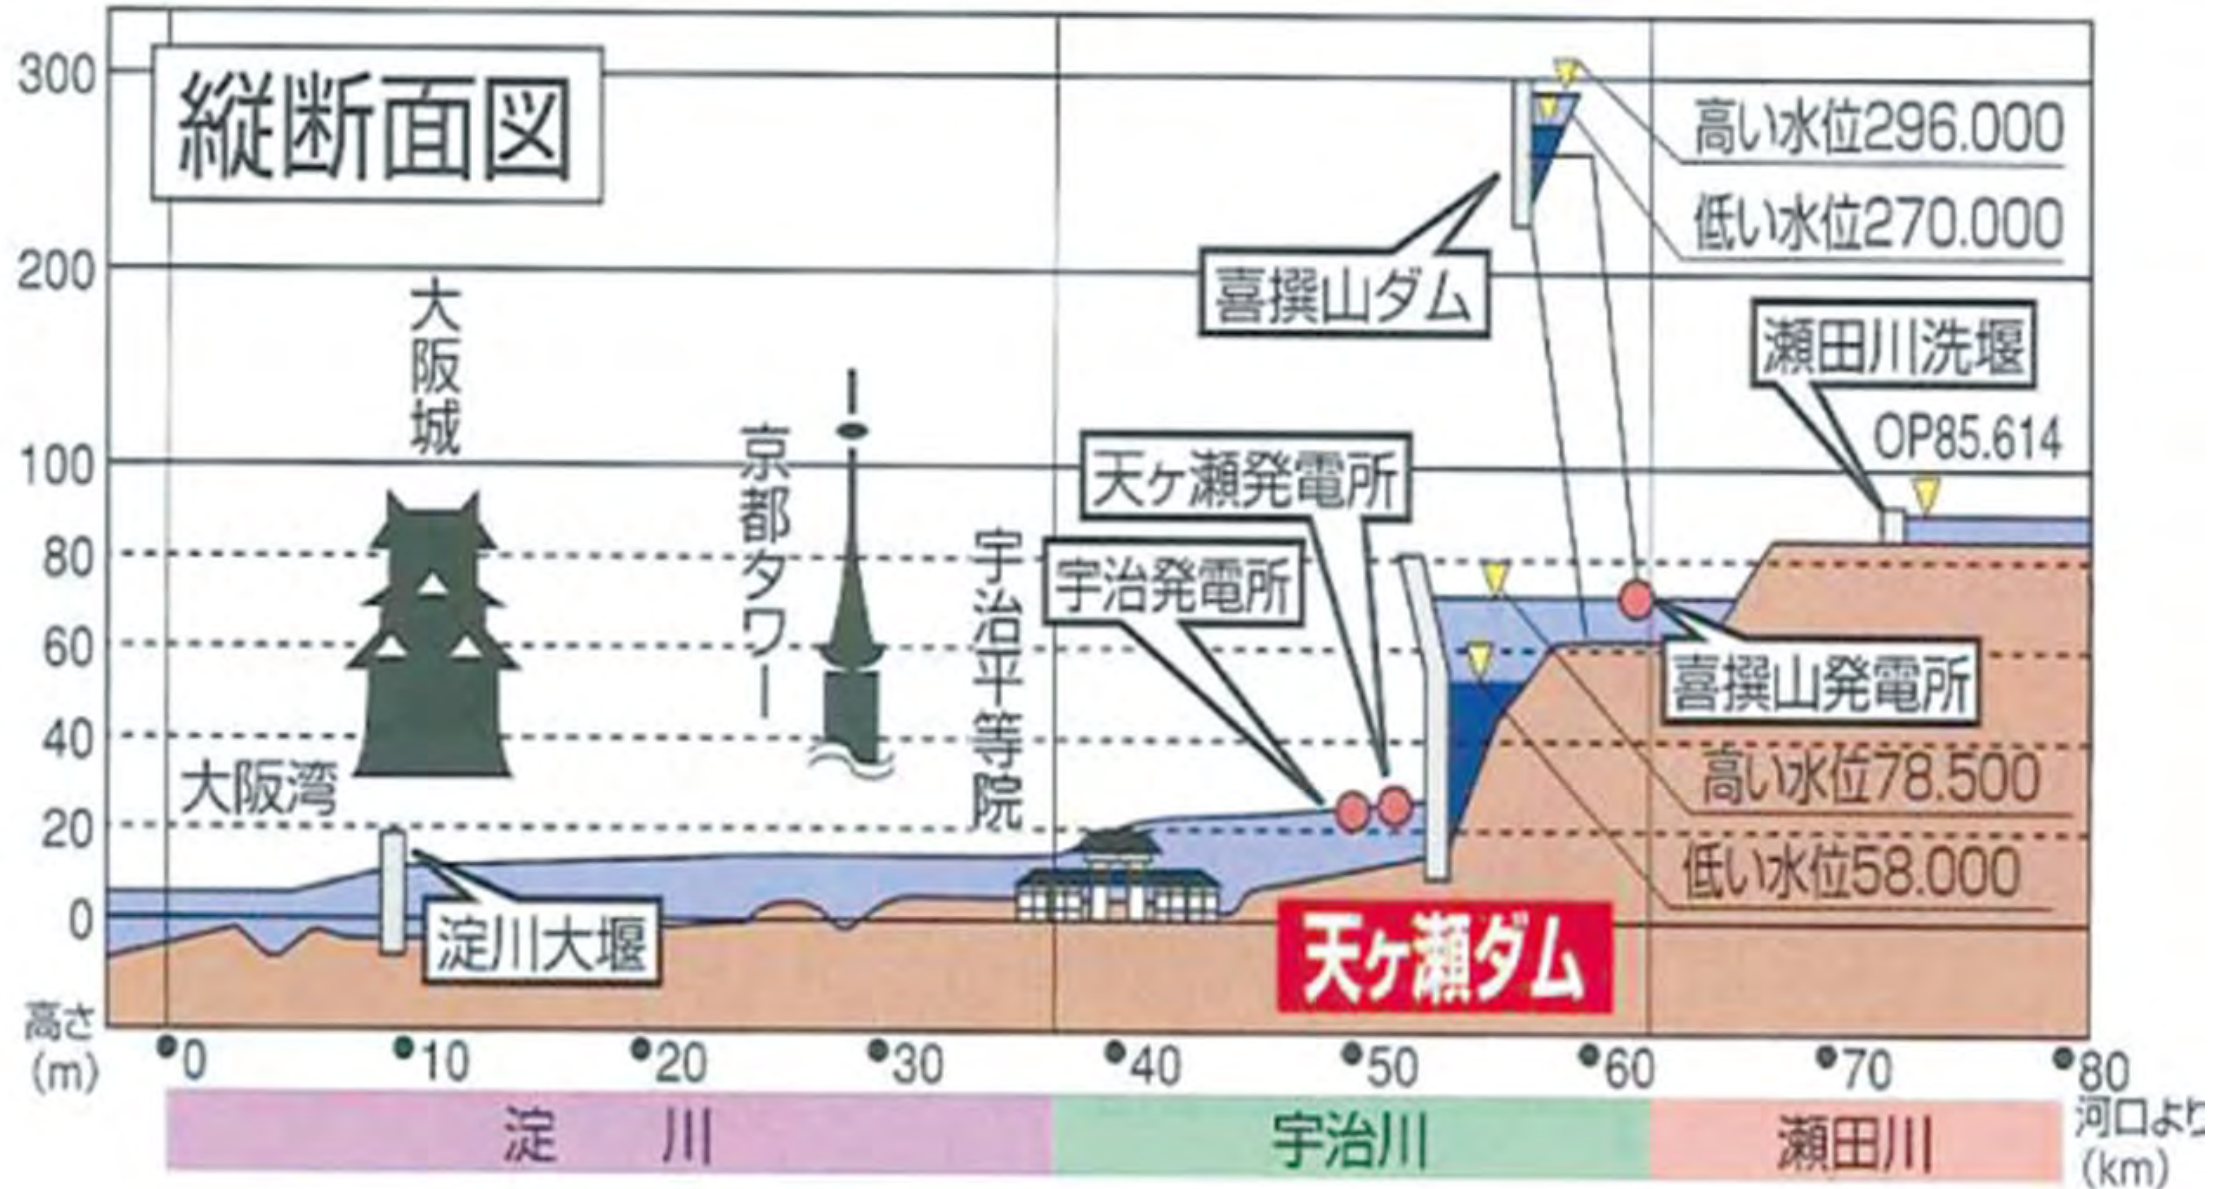 縦断面図
300
200
100
80
60
40
20
0
高さ
(m)
高い水位296.000
低い水位270.000
喜撰山ダム
瀬田川洗堰
OP85.614
大阪城
京都タワー
宇治平等院
天ヶ瀬発電所
宇治発電所
喜撰山発電所
高い水位78.500
低い水位58.000
大阪湾
淀川大堰
天ヶ瀬ダム
0 10 20 30 40 50 60 70 80
淀川 宇治川 瀬田川
河口より
(km)